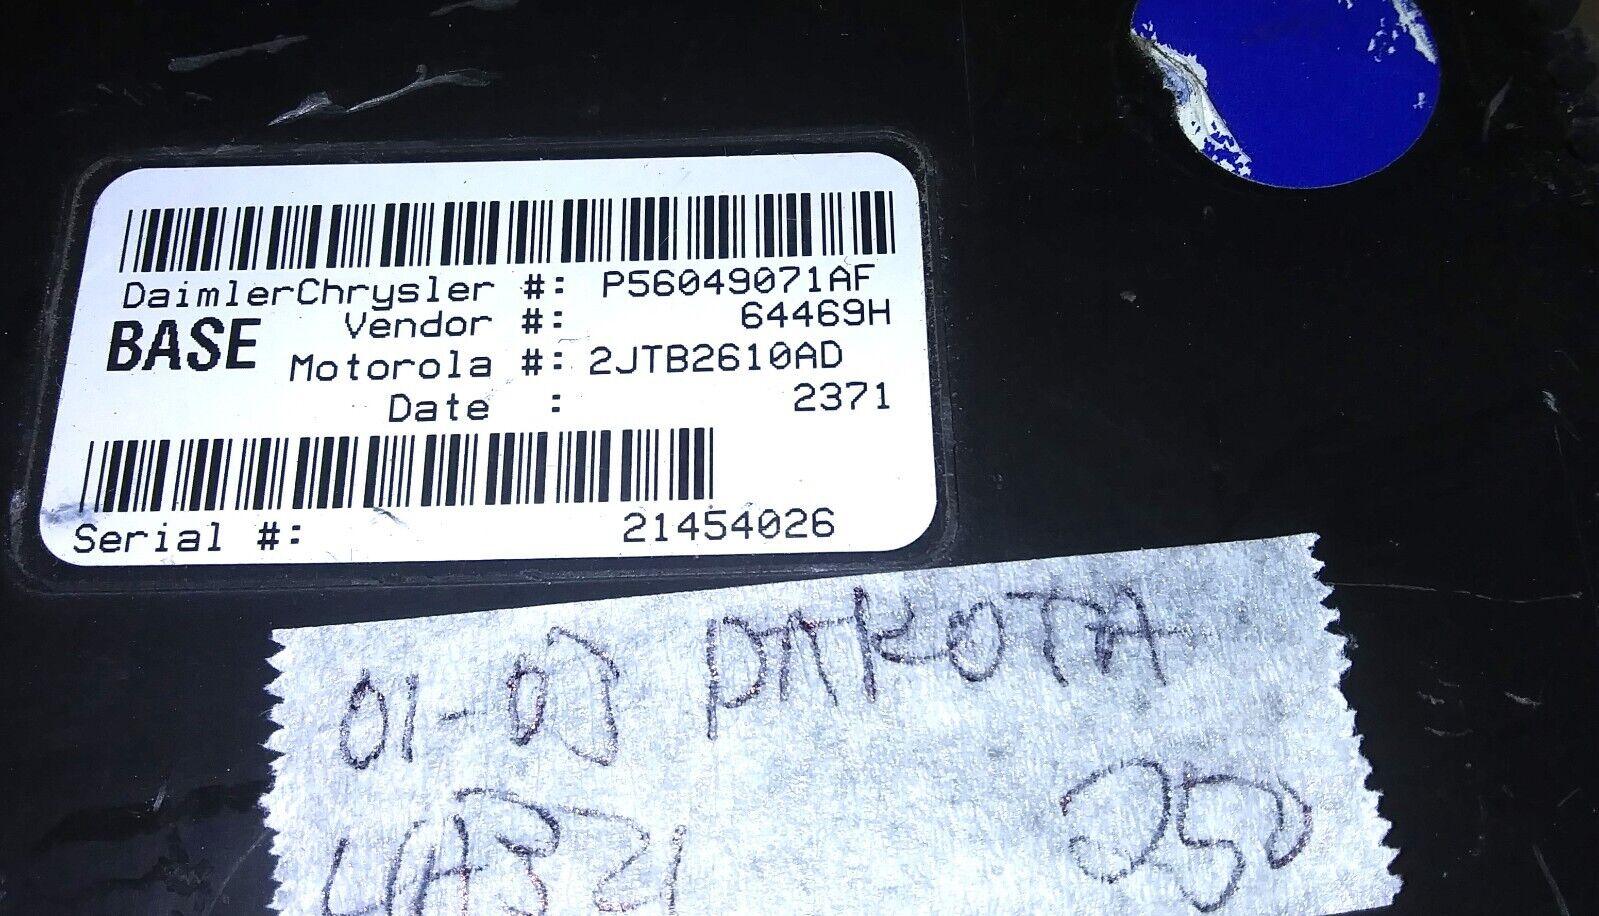 DaimlerChrysler #: P56049071AF
BASE
Vendor #: 64469H
Motorola #: 2JTB2610AD
Date : 2371
Serial #: 21454026
01-03 DAKOTA
250